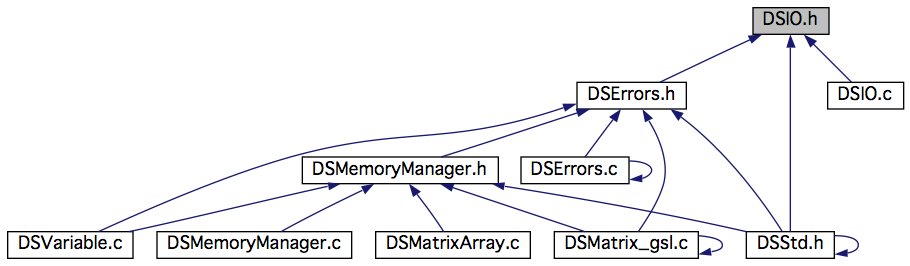 DSIO.h
DSErrors.h
DSIO.c
DSMemoryManager.h
DSErrors.c
DSVariable.c
DSMemoryManager.c
DSMatrixArray.c
DSMatrix_gsl.c
DSStd.h